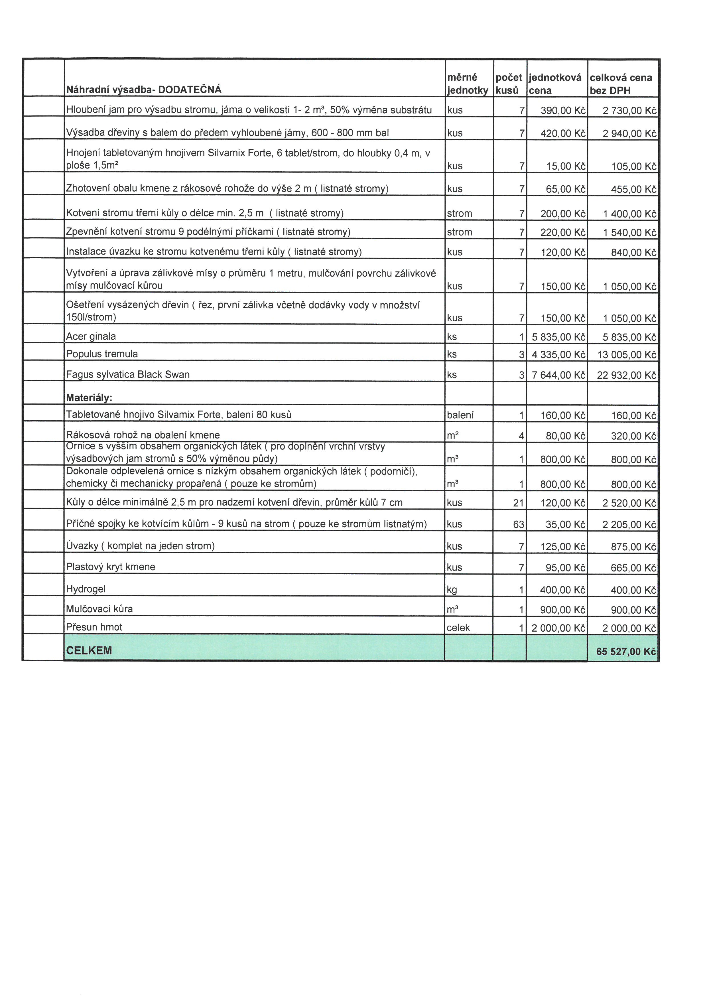 Náhradní výsadba- DODATEČNÁ měrné jednotky počet kusů jednotková cena celková cena bez DPH
Hloubení jam pro výsadbu stromu, jáma o velikosti 1- 2 m³, 50% výměna substrátu kus 7 390,00 Kč 2 730,00 Kč
Výsadba dřeviny s balem do předem vyhloubené jámy, 600 - 800 mm bal kus 7 420,00 Kč 2 940,00 Kč
Hnojení tabletovaným hnojivem Silvamix Forte, 6 tablet/strom, do hloubky 0,4 m, v
ploše 1,5m² kus 7 15,00 Kč 105,00 Kč
Zhotovení obalu kmene z rákosové rohože do výše 2 m ( listnaté stromy) kus 7 65,00 Kč 455,00 Kč
Kotvení stromu třemi kůly o délce min. 2,5 m ( listnaté stromy) strom 7 200,00 Kč 1 400,00 Kč
Zpevnění kotvení stromu 9 podélnými příčkami ( listnaté stromy) strom 7 220,00 Kč 1 540,00 Kč
Instalace úvazku ke stromu kotvenému třemi kůly ( listnaté stromy) kus 7 120,00 Kč 840,00 Kč
Vytvoření a úprava zálivkové mísy o průměru 1 metru, mulčování povrchu zálivkové
mísy mulčovací kůrou kus 7 150,00 Kč 1 050,00 Kč
Ošetření vysázených dřevin ( řez, první zálivka včetně dodávky vody v množství
150l/strom) kus 7 150,00 Kč 1 050,00 Kč
Acer ginala ks 1 5 835,00 Kč 5 835,00 Kč
Populus tremula ks 3 4 335,00 Kč 13 005,00 Kč
Fagus sylvatica Black Swan ks 3 7 644,00 Kč 22 932,00 Kč
Materiály:
Tabletované hnojivo Silvamix Forte, balení 80 kusů balení 1 160,00 Kč 160,00 Kč
Rákosová rohož na obalení kmene m² 4 80,00 Kč 320,00 Kč
Ornice s vyšším obsahem organických látek ( pro doplnění vrchní vrstvy
výsadbových jam stromů s 50% výměnou půdy) m³ 1 800,00 Kč 800,00 Kč
Dokonale odplevelená ornice s nízkým obsahem organických látek ( podorničí),
chemicky či mechanicky propařená ( pouze ke stromům) m³ 1 800,00 Kč 800,00 Kč
Kůly o délce minimálně 2,5 m pro nadzemí kotvení dřevin, průměr kůlů 7 cm kus 21 120,00 Kč 2 520,00 Kč
Příčné spojky ke kotvícím kůlům - 9 kusů na strom ( pouze ke stromům listnatým) kus 63 35,00 Kč 2 205,00 Kč
Úvazky ( komplet na jeden strom) kus 7 125,00 Kč 875,00 Kč
Plastový kryt kmene kus 7 95,00 Kč 665,00 Kč
Hydrogel kg 1 400,00 Kč 400,00 Kč
Mulčovací kůra m³ 1 900,00 Kč 900,00 Kč
Přesun hmot celek 1 2 000,00 Kč 2 000,00 Kč
CELKEM 65 527,00 Kč